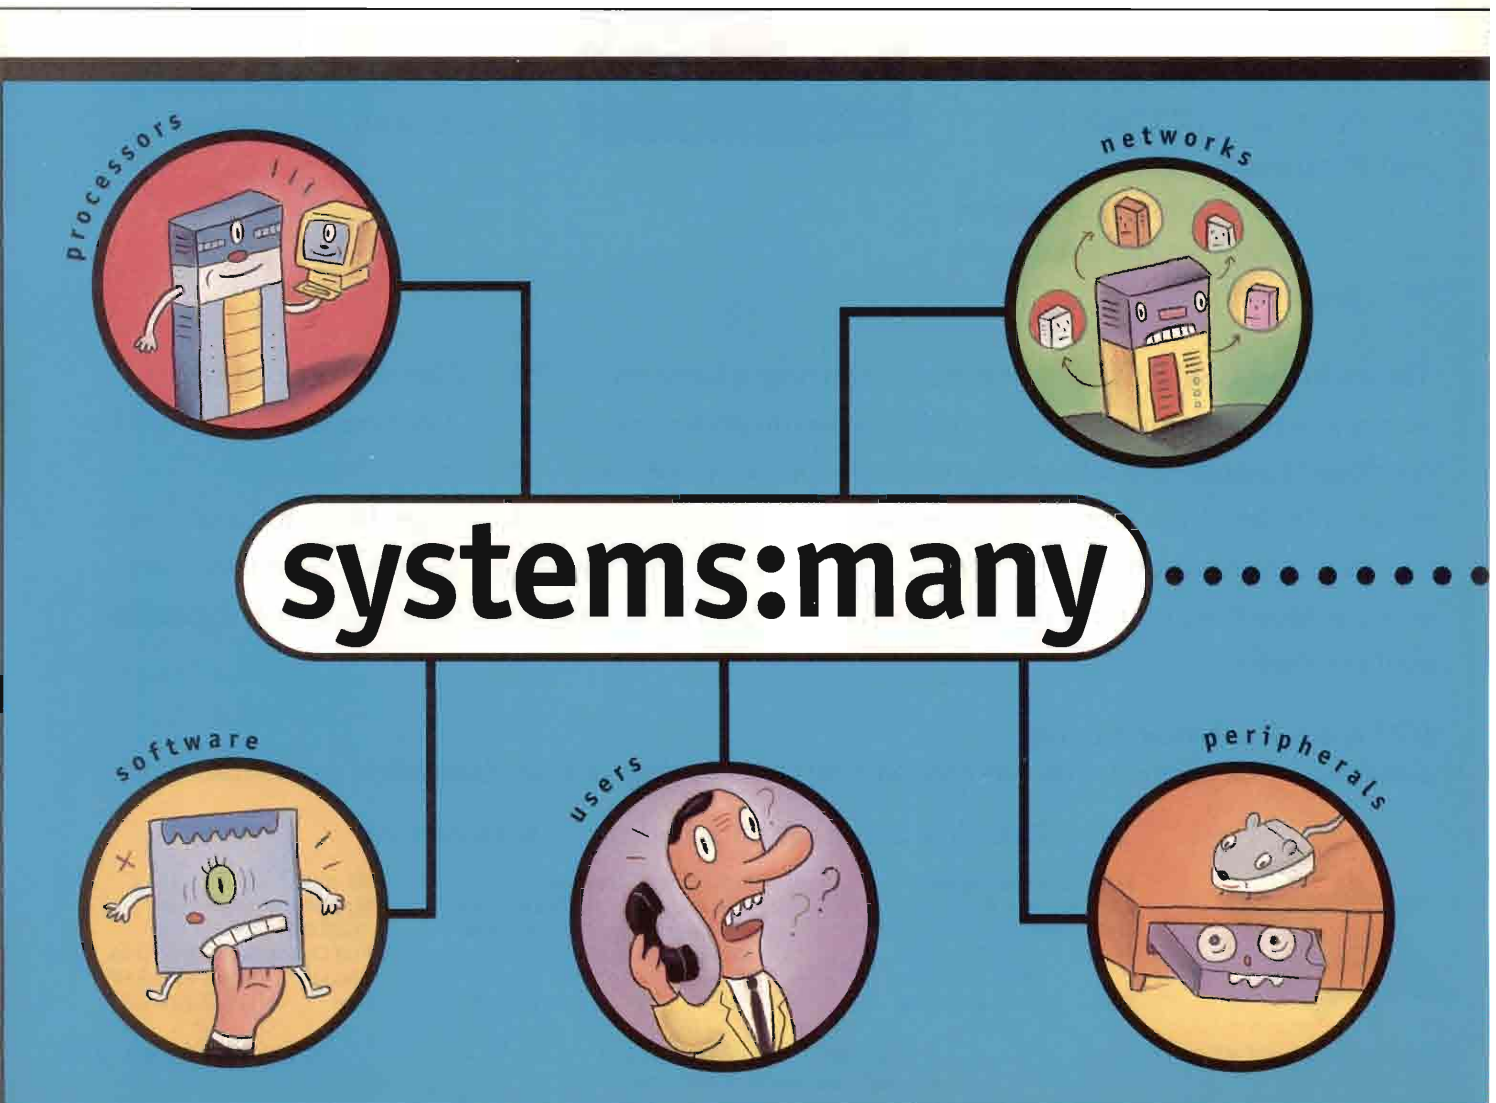 processors
networks
systems:many
software
users
peripherals